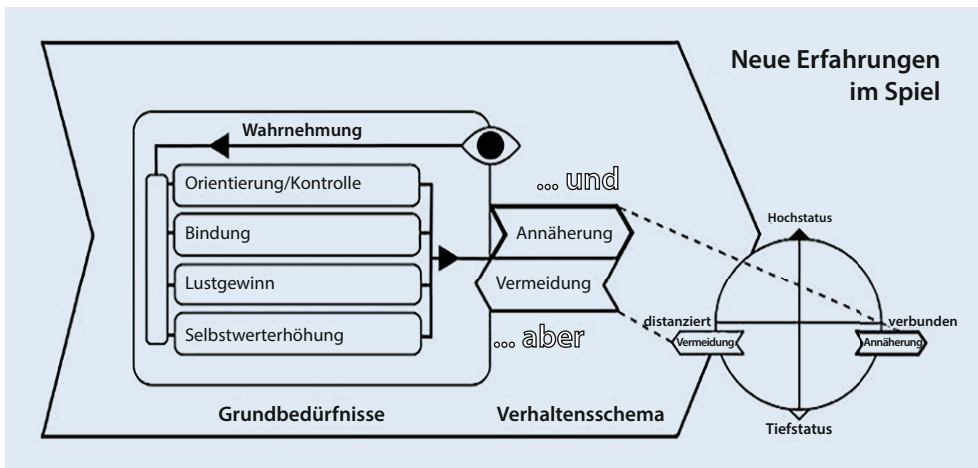 Neue Erfahrungen
im Spiel
Wahrnehmung
Orientierung/Kontrolle
Bindung
Lustgewinn
Selbstwerterhöhung
... und
Annäherung
Vermeidung
... aber
Grundbedürfnisse
Verhaltensschema
Hochstatus
distanziert
verbunden
Vermeidung
Annäherung
Tiefstatus